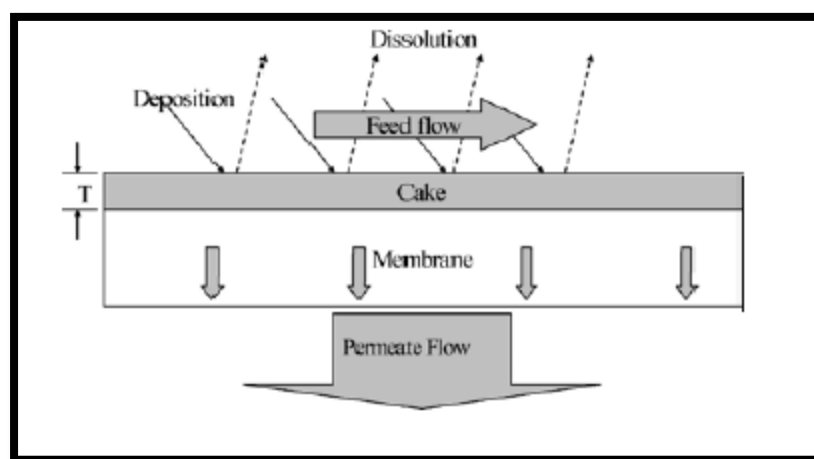 Dissolution
Deposition
Feed flow
T
Cake
Membrane
Permeate Flow